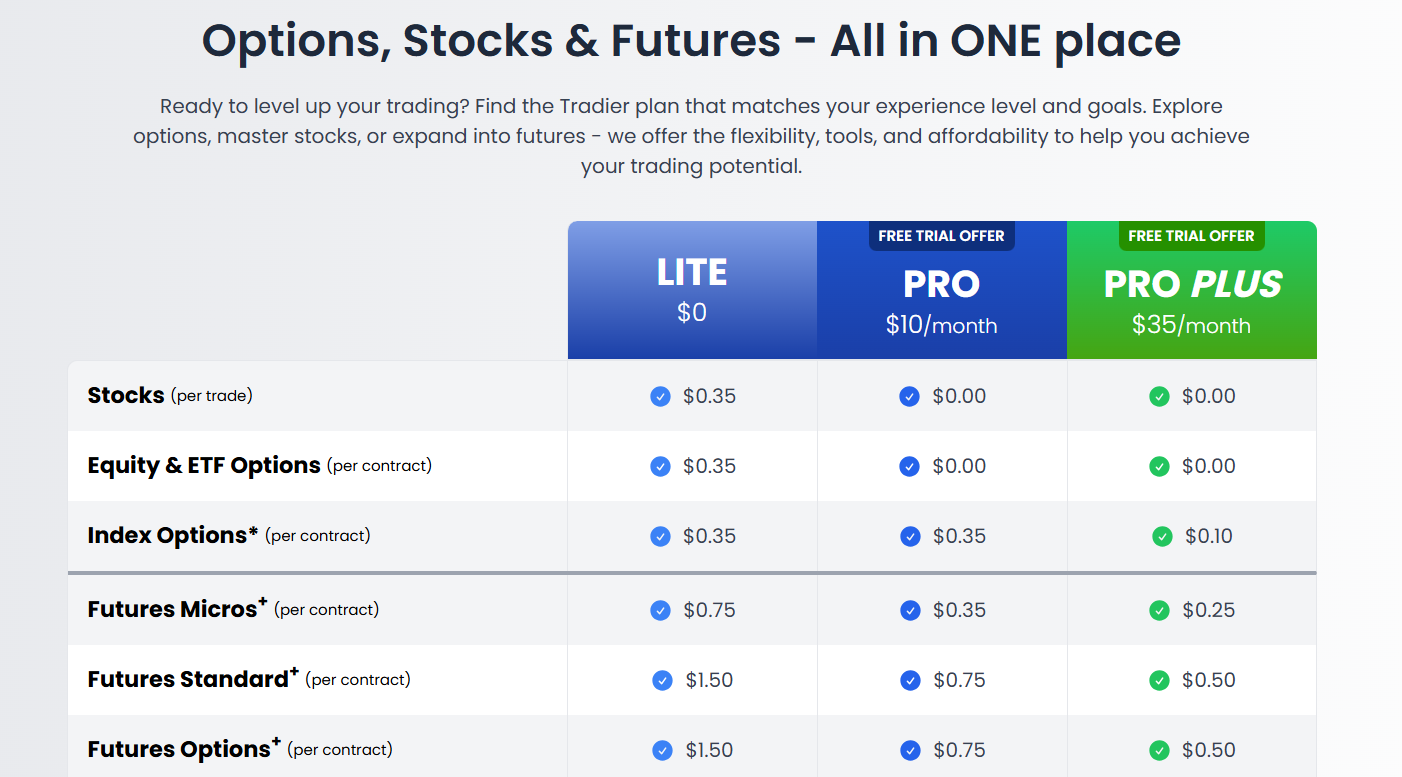 Options, Stocks & Futures - All in ONE place
Ready to level up your trading? Find the Tradier plan that matches your experience level and goals. Explore
options, master stocks, or expand into futures - we offer the flexibility, tools, and affordability to help you achieve
your trading potential.
FREE TRIAL OFFER FREE TRIAL OFFER
LITE PRO PRO PLUS
$0 $10/month $35/month
Stocks (per trade) $0.35 $0.00 $0.00
Equity & ETF Options (per contract) $0.35 $0.00 $0.00
Index Options* (per contract) $0.35 $0.35 $0.10
Futures Micros+ (per contract) $0.75 $0.35 $0.25
Futures Standard+ (per contract) $1.50 $0.75 $0.50
Futures Options+ (per contract) $1.50 $0.75 $0.50